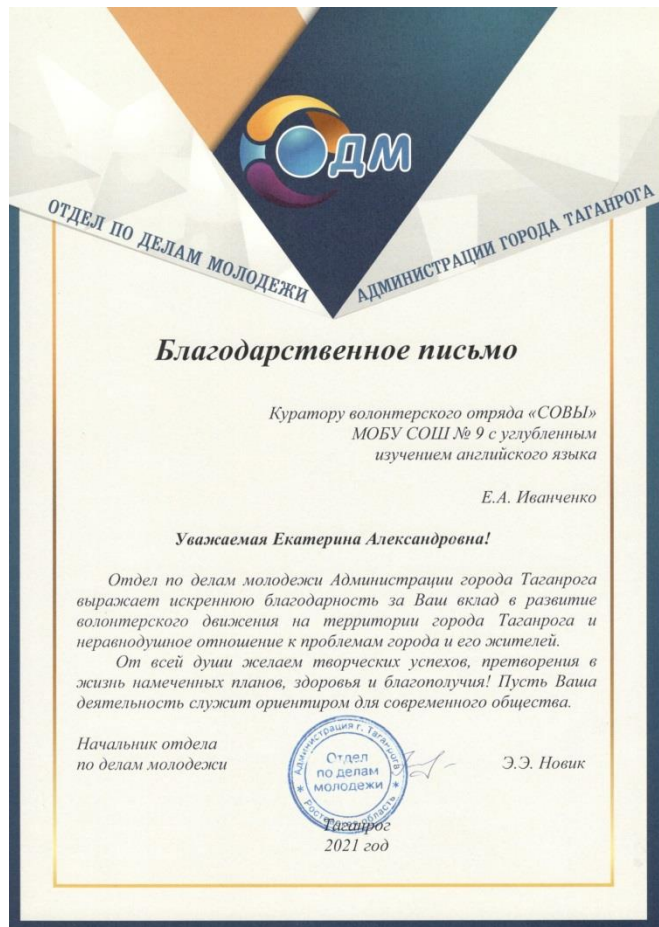 ОДМ
ОТДЕЛ ПО ДЕЛАМ МОЛОДЕЖИ
АДМИНИСТРАЦИИ ГОРОДА ТАГАНРОГА
Благодарственное письмо
Куратору волонтерского отряда «СОВЫ»
МОБУ СОШ № 9 с углубленным
изучением английского языка
Е.А. Иванченко
Уважаемая Екатерина Александровна!
Отдел по делам молодежи Администрации города Таганрога
выражает искреннюю благодарность за Ваш вклад в развитие
волонтерского движения на территории города Таганрога и
неравнодушное отношение к проблемам города и его жителей.
От всей души желаем творческих успехов, претворения в
жизнь намеченных планов, здоровья и благополучия! Пусть Ваша
деятельность служит ориентиром для современного общества.
Начальник отдела
по делам молодежи
Администрация г. Таганрога
Отдел
по делам
молодежи
Ростовская область
Э.Э. Новик
Таганрог
2021 год